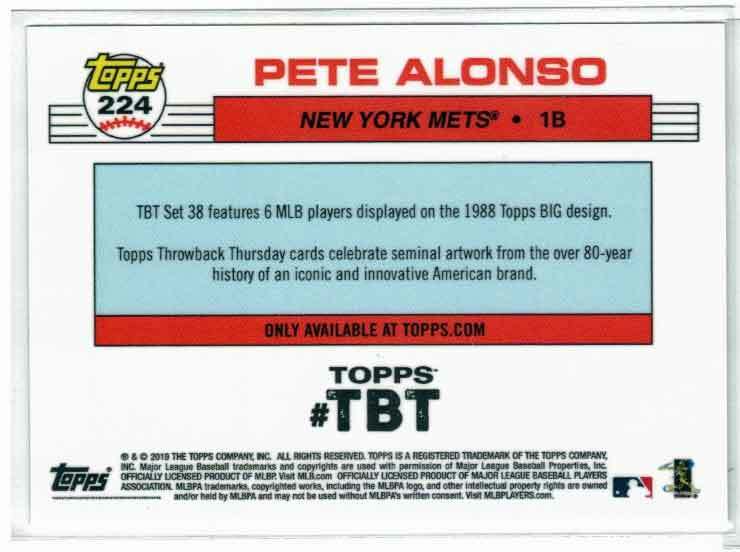 Topps
224
PETE ALONSO
NEW YORK METS® • 1B
TBT Set 38 features 6 MLB players displayed on the 1988 Topps BIG design.
Topps Throwback Thursday cards celebrate seminal artwork from the over 80-year
history of an iconic and innovative American brand.
ONLY AVAILABLE AT TOPPS.COM
TOPPS™
#TBT
® & © 2019 THE TOPPS COMPANY, INC. ALL RIGHTS RESERVED. TOPPS IS A REGISTERED TRADEMARK OF THE TOPPS COMPANY,
INC. Major League Baseball trademarks and copyrights are used with permission of Major League Baseball Properties, Inc.
OFFICIALLY LICENSED PRODUCT OF MLBP. Visit MLB.com OFFICIALLY LICENSED PRODUCT OF MAJOR LEAGUE BASEBALL PLAYERS
ASSOCIATION. MLBPA trademarks, copyrighted works, including the MLBPA logo, and other intellectual property rights are owned
and/or held by MLBPA and may not be used without MLBPA's written consent. Visit MLBPLAYERS.com.
Topps